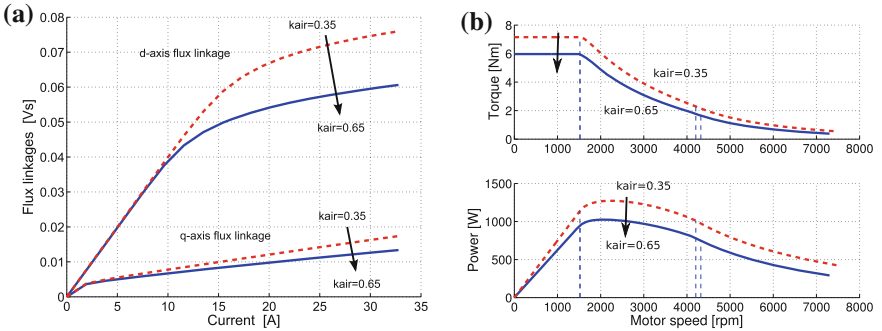 (a)
0.08
0.07
0.06
0.05
0.04
0.03
0.02
0.01
0
Flux linkages [Vs]
kair=0.35
d-axis flux linkage
kair=0.65
kair=0.35
q-axis flux linkage
kair=0.65
0 5 10 15 20 25 30 35
Current [A]
(b)
8
6
4
2
0
Torque [Nm]
kair=0.35
kair=0.65
0 1000 2000 3000 4000 5000 6000 7000 8000
1500
1000
500
0
Power [W]
kair=0.35
kair=0.65
0 1000 2000 3000 4000 5000 6000 7000 8000
Motor speed [rpm]